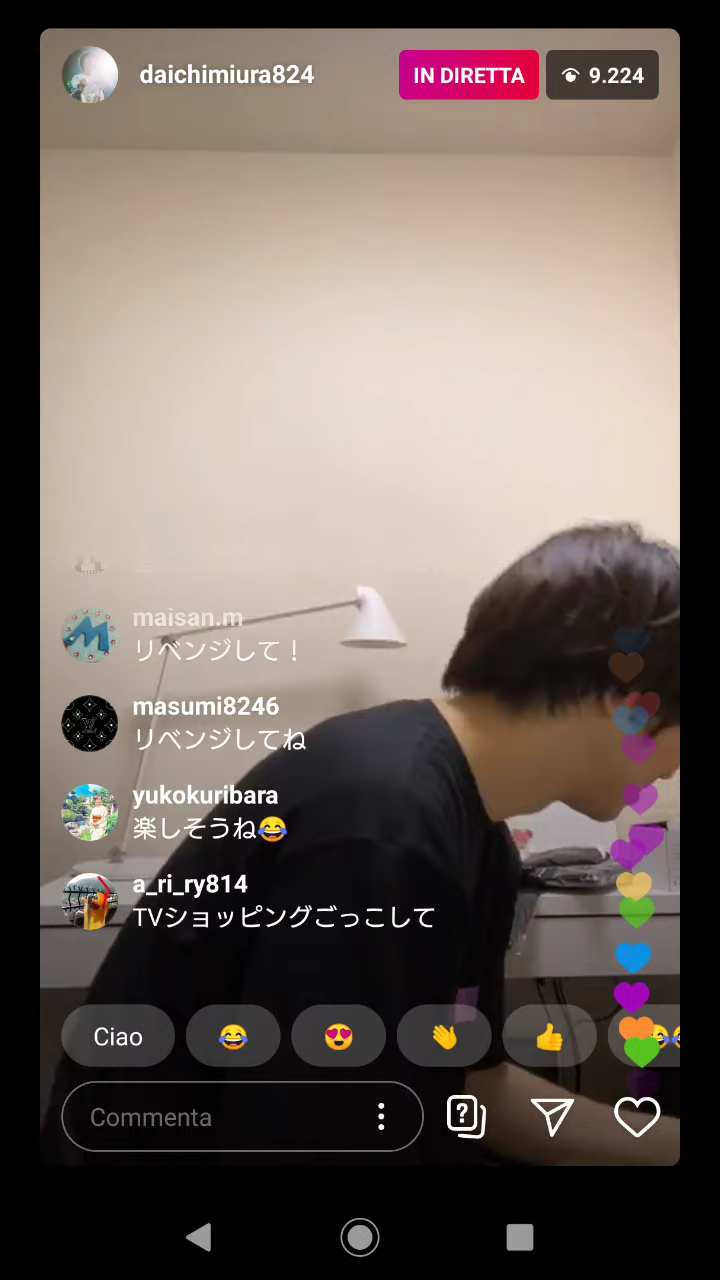 daichimiura824
IN DIRETTA
9.224
maisan.m
リベンジして！
masumi8246
リベンジしてね
yukokuribara
楽しそうね😂
a_ri_ry814
TVショッピングごっこして
Ciao
Commenta